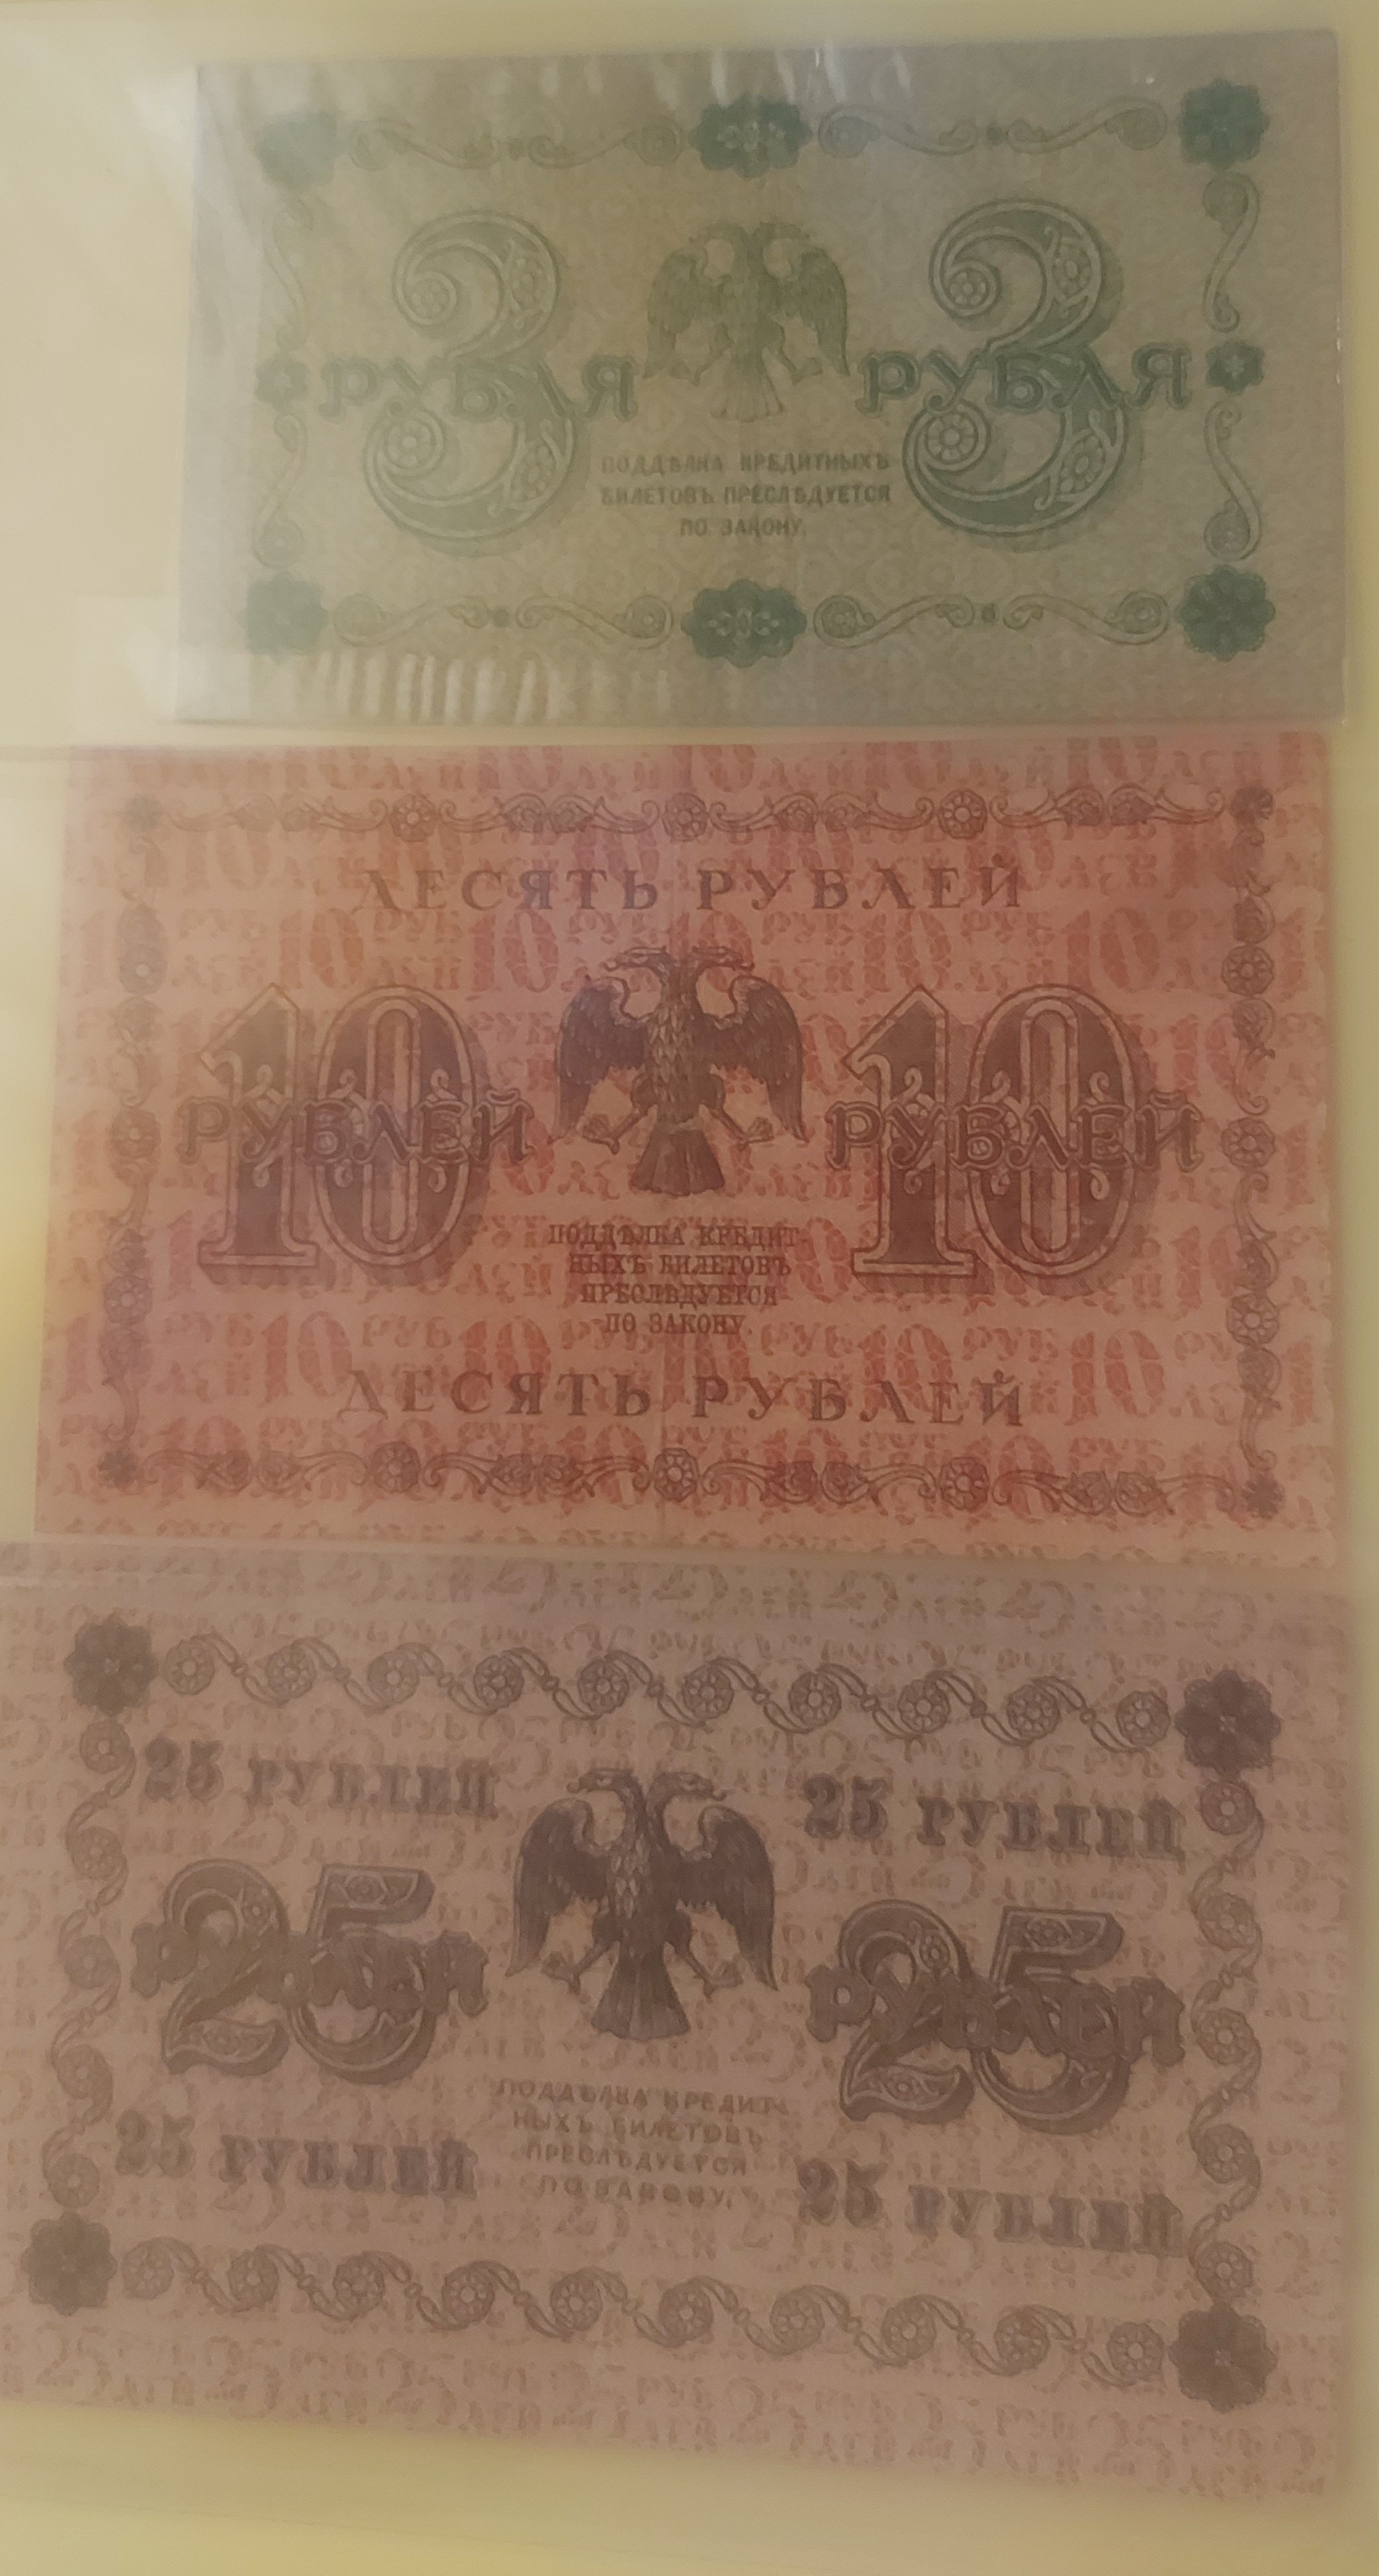 3 3
РУБЛЯ РУБЛЯ
ПОДДѢЛКА КРЕДИТНЫХЪ
БИЛЕТОВЪ ПРЕСЛѢДУЕТСЯ
ПО ЗАКОНУ.
ДЕСЯТЬ РУБЛЕЙ
10 10
РУБЛЕЙ РУБЛЕЙ
ПОДДѢЛКА КРЕДИТ-
НЫХЪ БИЛЕТОВЪ
ПРЕСЛѢДУЕТСЯ
ПО ЗАКОНУ.
ДЕСЯТЬ РУБЛЕЙ
25 РУБЛЕЙ 25 РУБЛЕЙ
25 25
РУБЛЕЙ РУБЛЕЙ
ПОДДѢЛКА КРЕДИТ-
НЫХЪ БИЛЕТОВЪ
ПРЕСЛѢДУЕТСЯ
ПО ЗАКОНУ.
25 РУБЛЕЙ 25 РУБЛЕЙ